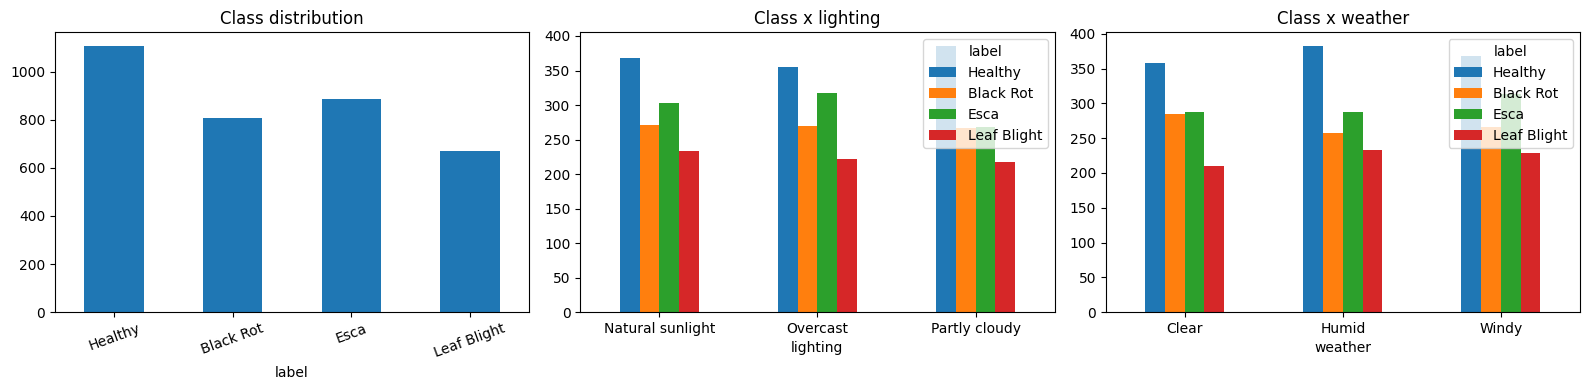 Class distribution
1000
800
600
400
200
0
Healthy
Black Rot
Esca
Leaf Blight
label
Class x lighting
400
350
300
250
200
150
100
50
0
label
Healthy
Black Rot
Esca
Leaf Blight
Natural sunlight
Overcast
Partly cloudy
lighting
Class x weather
400
350
300
250
200
150
100
50
0
label
Healthy
Black Rot
Esca
Leaf Blight
Clear
Humid
Windy
weather